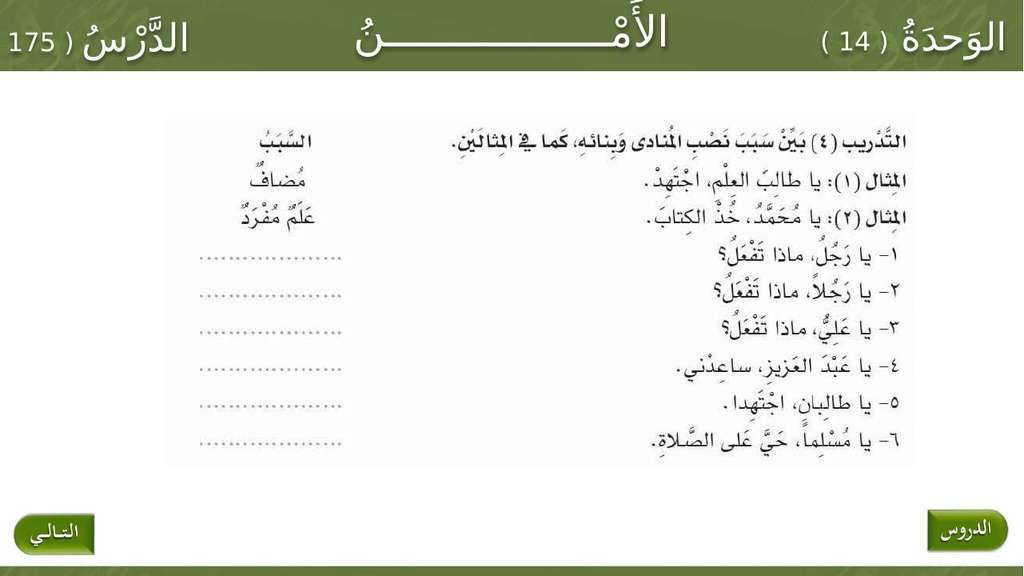 الوَحدَةُ ( 14 ) الأَمْـــــــــــــــنُ الدَّرْسُ ( 175
التَّدْريب (٤) بَيِّنْ سَبَبَ نَصْبِ المُنادى وَبِنائهِ، كَما في المِثالَيْنِ. السَّبَبُ
المِثال (١): يا طالِبَ العِلْمِ، اجْتَهِدْ. مُضافٌ
المِثال (٢): يا مُحَمَّدُ، خُذْ الكِتابَ. عَلَمٌ مُفْرَدٌ
١- يا رَجُلُ، ماذا تَفْعَلُ؟ ....................
٢- يا رَجُلاً، ماذا تَفْعَلُ؟ ....................
٣- يا عَلِيُّ، ماذا تَفْعَلُ؟ ....................
٤- يا عَبْدَ العَزيزِ، ساعِدْني. ....................
٥- يا طالِبانِ، اجْتَهِدا. ....................
٦- يا مُسْلِماً، حَيَّ عَلى الصَّلاةِ. ....................
الدروس
التـالـي